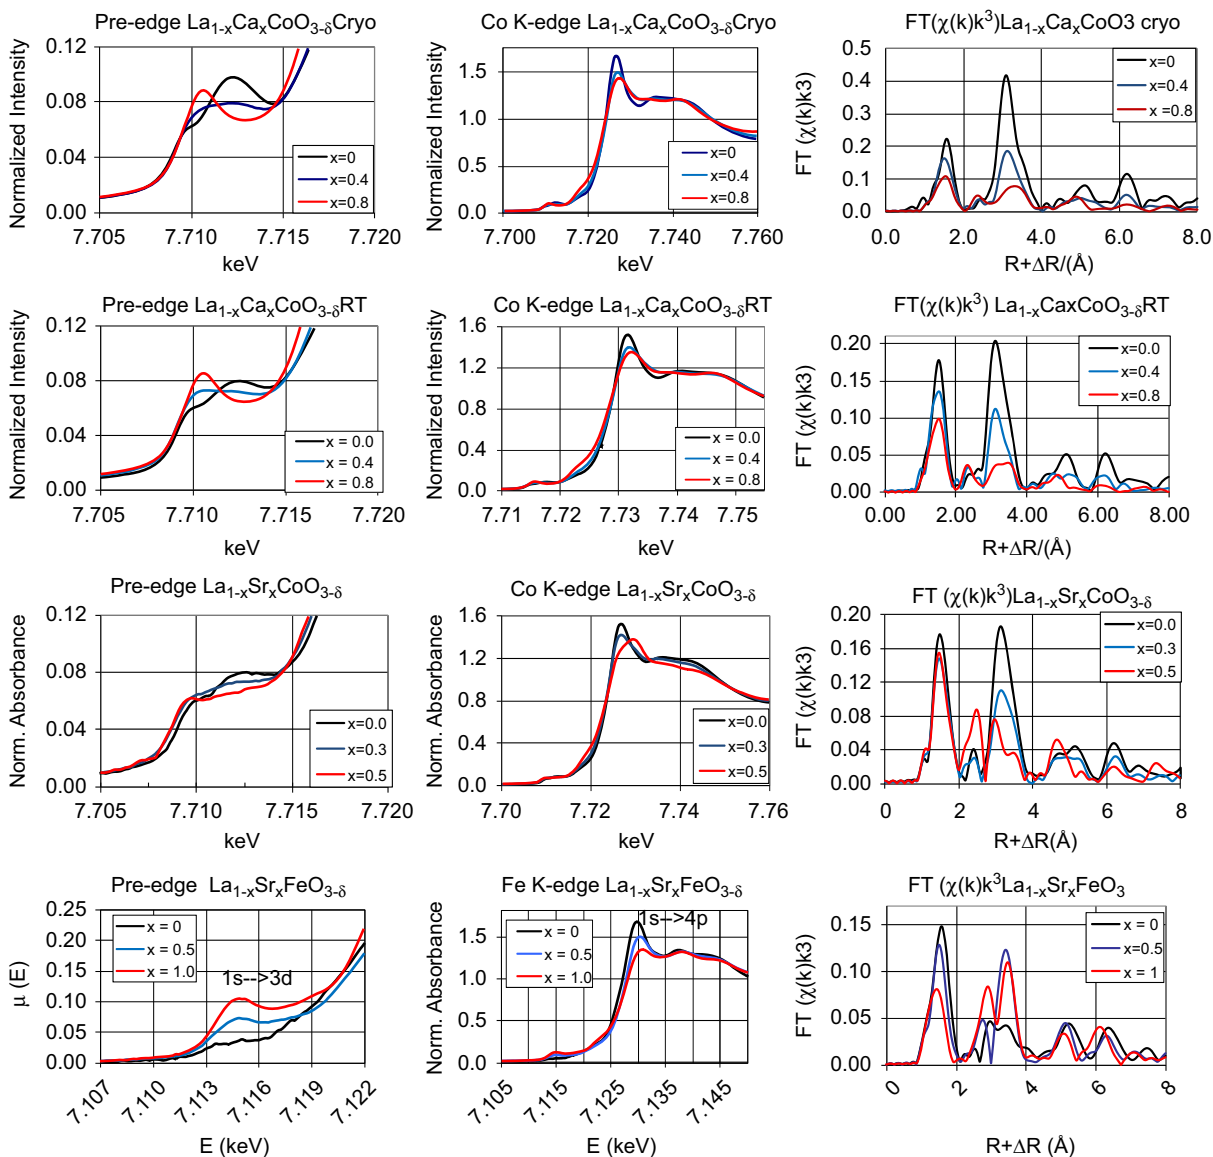 Pre-edge La1-xCaxCoO3-δCryo
Normalized Intensity
0.12
0.08
0.04
0.00
x=0
x=0.4
x=0.8
7.705 7.710 7.715 7.720
keV
Co K-edge La1-xCaxCoO3-δCryo
Normalized Intensity
1.5
1.0
0.5
0.0
x=0
x=0.4
x=0.8
7.700 7.720 7.740 7.760
keV
FT(χ(k)k3)La1-xCaxCoO3 cryo
FT (χ(k)k3)
0.5
0.4
0.3
0.2
0.1
0.0
x=0
x=0.4
x =0.8
0.0 2.0 4.0 6.0 8.0
R+ΔR/(Å)
Pre-edge La1-xCaxCoO3-δRT
Normalized Intensity
0.12
0.08
0.04
0.00
x = 0.0
x = 0.4
x = 0.8
7.705 7.710 7.715 7.720
keV
Co K-edge La1-xCaxCoO3-δRT
Normalized Intensity
1.6
1.2
0.8
0.4
0.0
x = 0.0
x = 0.4
x = 0.8
7.71 7.72 7.73 7.74 7.75
keV
FT(χ(k)k3) La1-xCaxCoO3-δRT
FT (χ(k)k3)
0.20
0.15
0.10
0.05
0.00
x=0.0
x=0.4
x=0.8
0.00 2.00 4.00 6.00 8.00
R+ΔR/(Å)
Pre-edge La1-xSrxCoO3-δ
Norm. Absorbance
0.12
0.08
0.04
0.00
x=0.0
x=0.3
x=0.5
7.705 7.710 7.715 7.720
keV
Co K-edge La1-xSrxCoO3-δ
Norm. Absorbance
1.6
1.2
0.8
0.4
0.0
x=0.0
x=0.3
x=0.5
7.70 7.72 7.74 7.76
keV
FT (χ(k)k3)La1-xSrxCoO3-δ
FT (χ(k)k3)
0.20
0.16
0.12
0.08
0.04
0.00
x=0.0
x=0.3
x=0.5
0 2 4 6 8
R+ΔR(Å)
Pre-edge La1-xSrxFeO3-δ
μ (E)
0.25
0.20
0.15
0.10
0.05
0.00
x = 0
x = 0.5
x = 1.0
1s-->3d
7.107 7.110 7.113 7.116 7.119 7.122
E (keV)
Fe K-edge La1-xSrxFeO3-δ
Norm. Absorbance
1.5
1.0
0.5
0.0
x = 0
x = 0.5
x = 1.0
1s-->4p
7.105 7.115 7.125 7.135 7.145
E (keV)
FT (χ(k)k3La1-xSrxFeO3
FT (χ(k)k3)
0.15
0.10
0.05
0.00
x = 0
x=0.5
x = 1
0 2 4 6 8
R+ΔR (Å)